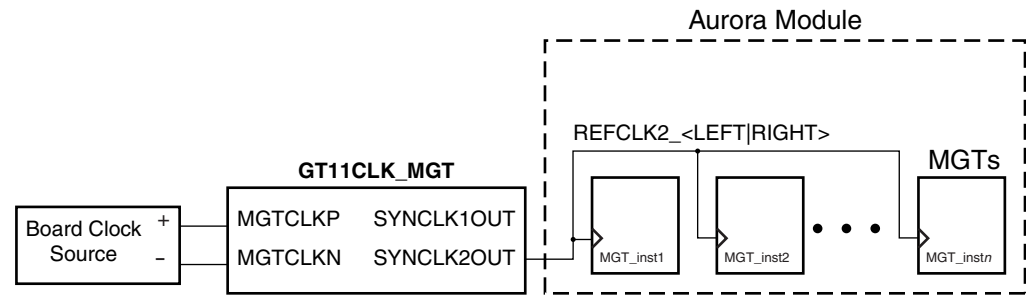 Aurora Module
REFCLK2_<LEFT|RIGHT>
MGTs
GT11CLK_MGT
MGTCLKP SYNCLK1OUT
MGTCLKN SYNCLK2OUT
Board Clock +
Source –
MGT_inst1
MGT_inst2
MGT_instn